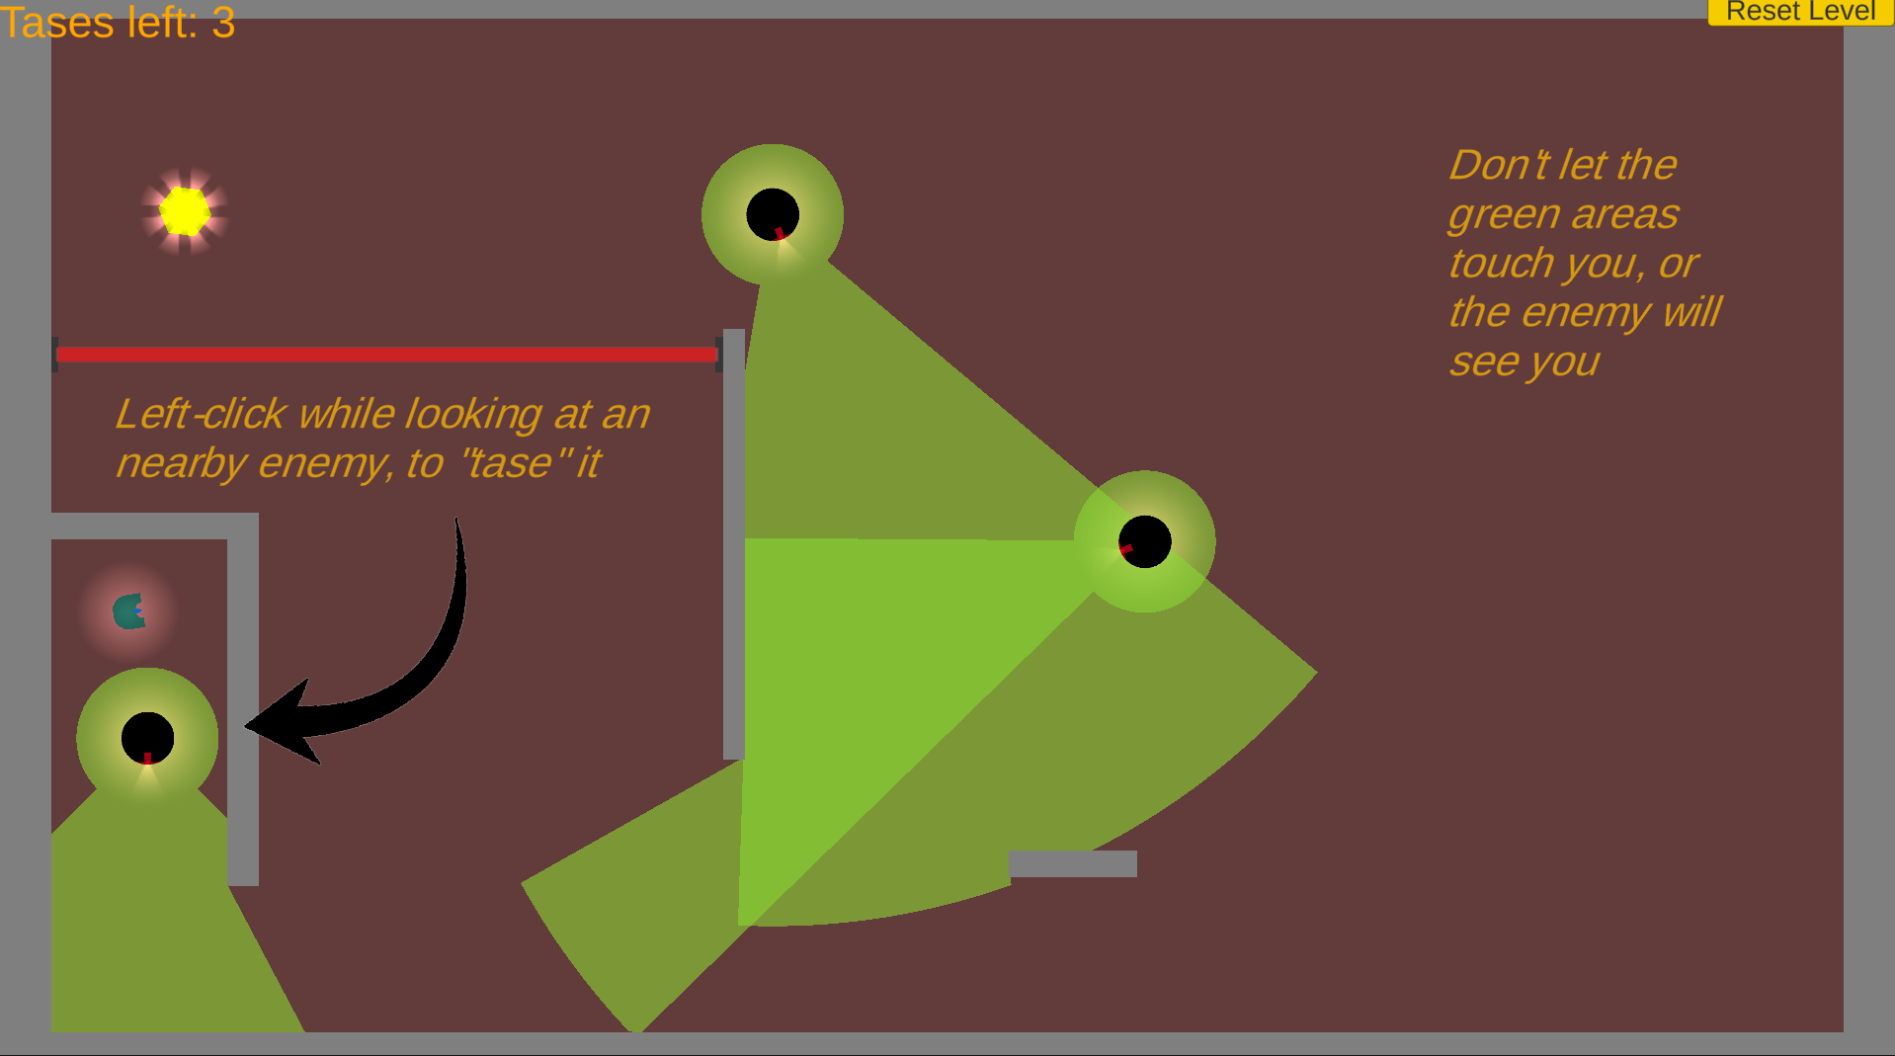 Tases left: 3
Reset Level
Don't let the
green areas
touch you, or
the enemy will
see you
Left-click while looking at an
nearby enemy, to "tase" it